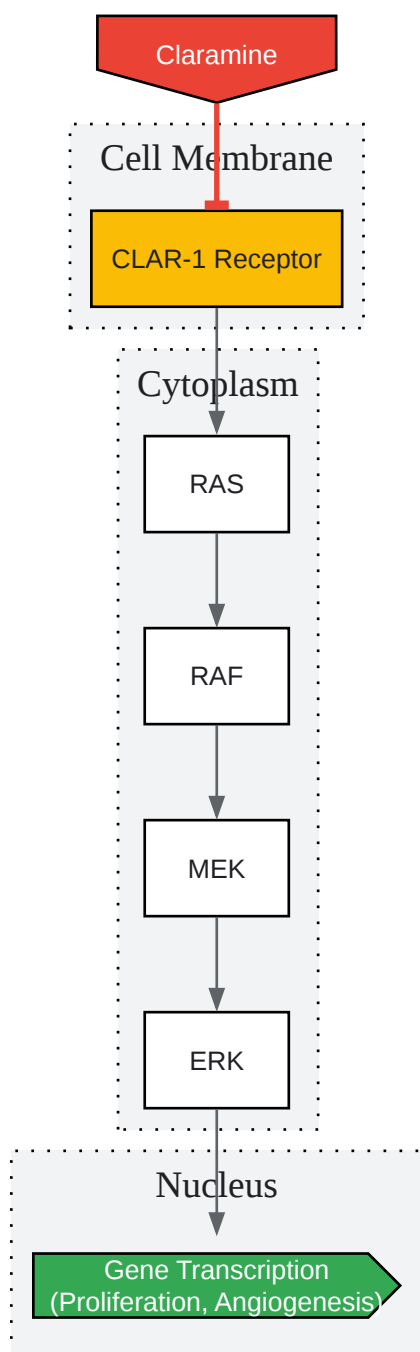 Claramine
Cell Membrane
CLAR-1 Receptor
Cytoplasm
RAS
RAF
MEK
ERK
Nucleus
Gene Transcription
(Proliferation, Angiogenesis)